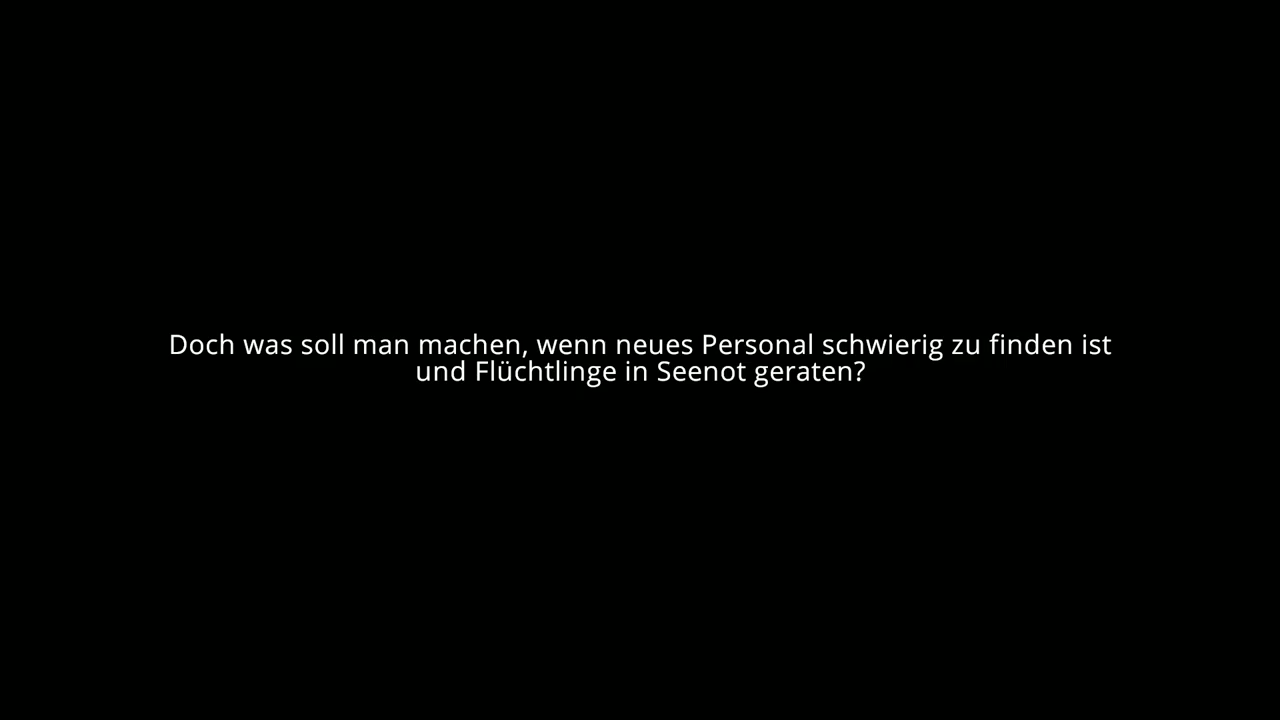 Doch was soll man machen, wenn neues Personal schwierig zu finden ist
und Flüchtlinge in Seenot geraten?